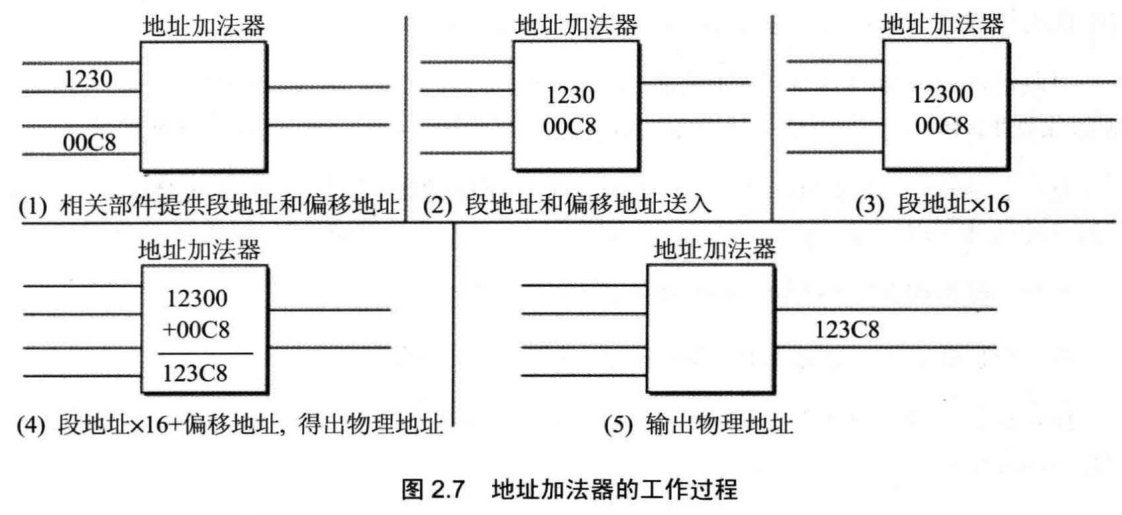 地址加法器
1230
00C8
(1) 相关部件提供段地址和偏移地址
地址加法器
1230
00C8
(2) 段地址和偏移地址送入
地址加法器
12300
00C8
(3) 段地址×16
地址加法器
12300
+00C8
123C8
(4) 段地址×16+偏移地址, 得出物理地址
地址加法器
123C8
(5) 输出物理地址
图 2.7 地址加法器的工作过程